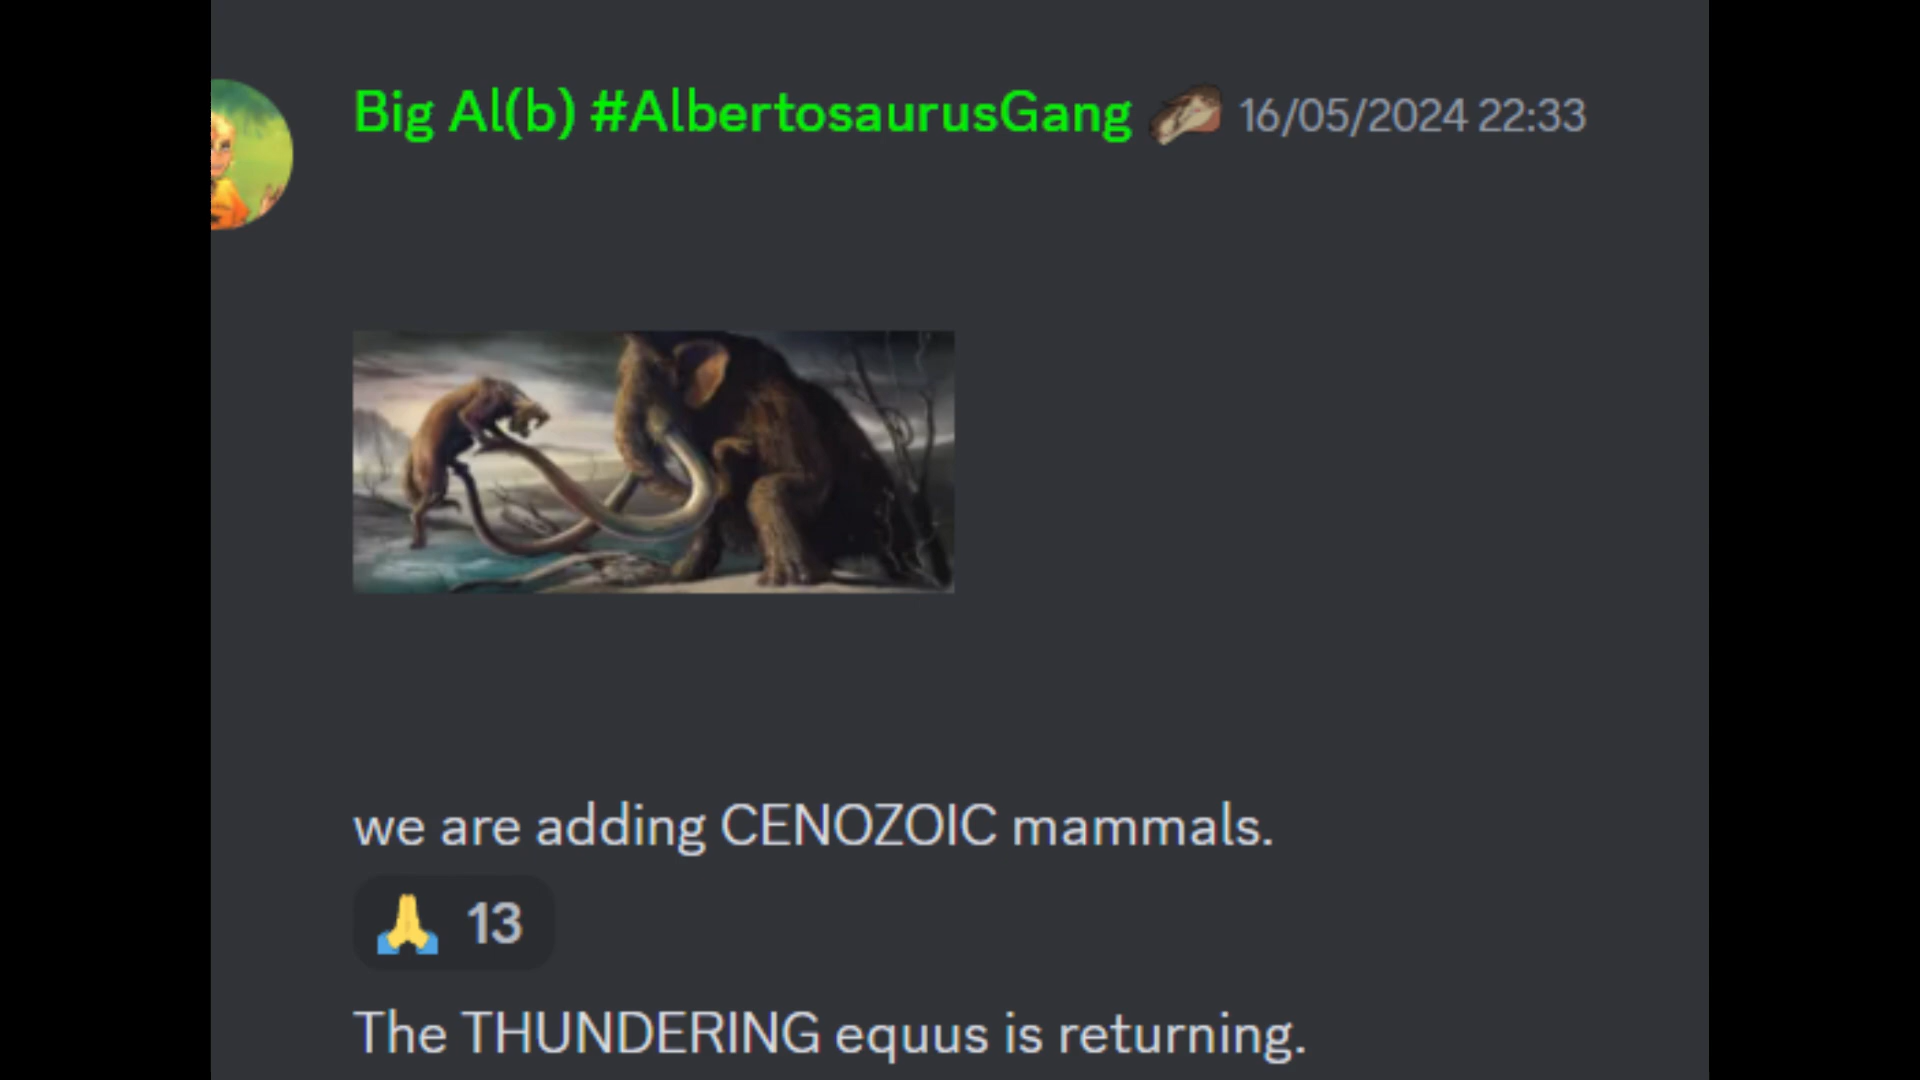 Big Al(b) #AlbertosaurusGang 16/05/2024 22:33
we are adding CENOZOIC mammals.
13
The THUNDERING equus is returning.